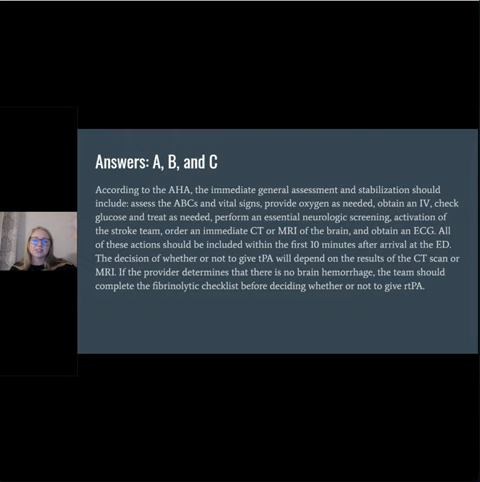 Answers: A, B, and C
According to the AHA, the immediate general assessment and stabilization should
include: assess the ABCs and vital signs, provide oxygen as needed, obtain an IV, check
glucose and treat as needed, perform an essential neurologic screening, activation of
the stroke team, order an immediate CT or MRI of the brain, and obtain an ECG. All
of these actions should be included within the first 10 minutes after arrival at the ED.
The decision of whether or not to give tPA will depend on the results of the CT scan or
MRI. If the provider determines that there is no brain hemorrhage, the team should
complete the fibrinolytic checklist before deciding whether or not to give rtPA.